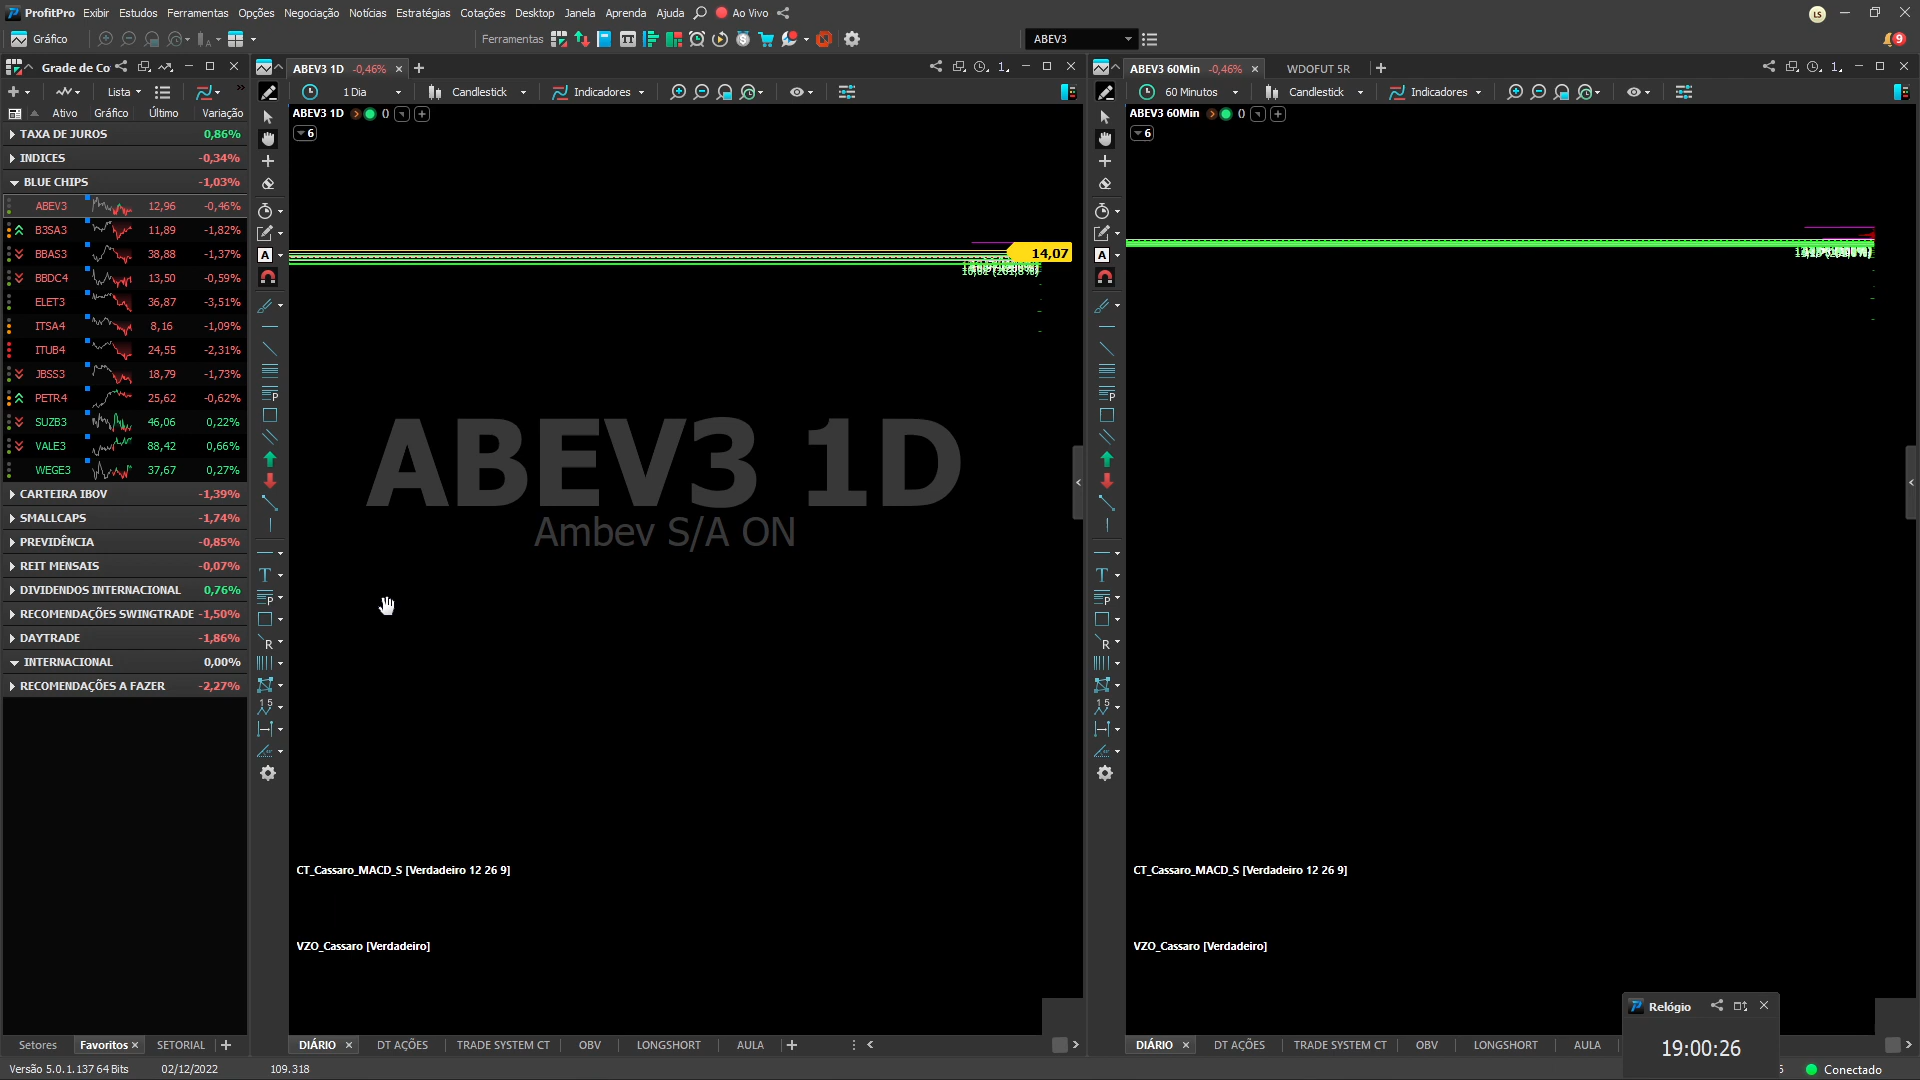 ProfitPro Exibir Estudos Ferramentas Opções Negociação Notícias Estratégias Cotações Desktop Janela Aprenda Ajuda Ao Vivo LS
Gráfico Ferramentas ABEV3 9
Grade de Co
Lista
Ativo Gráfico Último Variação
TAXA DE JUROS 0,86%
INDICES -0,34%
BLUE CHIPS -1,03%
ABEV3 12,96 -0,46%
B3SA3 11,89 -1,82%
BBAS3 38,88 -1,37%
BBDC4 13,50 -0,59%
ELET3 36,87 -3,51%
ITSA4 8,16 -1,09%
ITUB4 24,55 -2,31%
JBSS3 18,79 -1,73%
PETR4 25,62 -0,62%
SUZB3 46,06 0,22%
VALE3 88,42 0,66%
WEGE3 37,67 0,27%
CARTEIRA IBOV -1,39%
SMALLCAPS -1,74%
PREVIDÊNCIA -0,85%
REIT MENSAIS -0,07%
DIVIDENDOS INTERNACIONAL 0,76%
RECOMENDAÇÕES SWINGTRADE -1,50%
DAYTRADE -1,86%
INTERNACIONAL 0,00%
RECOMENDAÇÕES A FAZER -2,27%
Setores Favoritos SETORIAL
ABEV3 1D -0,46%
1 Dia Candlestick Indicadores
ABEV3 1D ()
6
14,07
ABEV3 1D
Ambev S/A ON
CT_Cassaro_MACD_S [Verdadeiro 12 26 9]
VZO_Cassaro [Verdadeiro]
DIÁRIO DT AÇÕES TRADE SYSTEM CT OBV LONGSHORT AULA
ABEV3 60Min -0,46% WDOFUT 5R
60 Minutos Candlestick Indicadores
ABEV3 60Min ()
6
CT_Cassaro_MACD_S [Verdadeiro 12 26 9]
VZO_Cassaro [Verdadeiro]
DIÁRIO DT AÇÕES TRADE SYSTEM CT OBV LONGSHORT AULA
Relógio
19:00:26
Versão 5.0.1.137 64 Bits 02/12/2022 109.318 Conectado